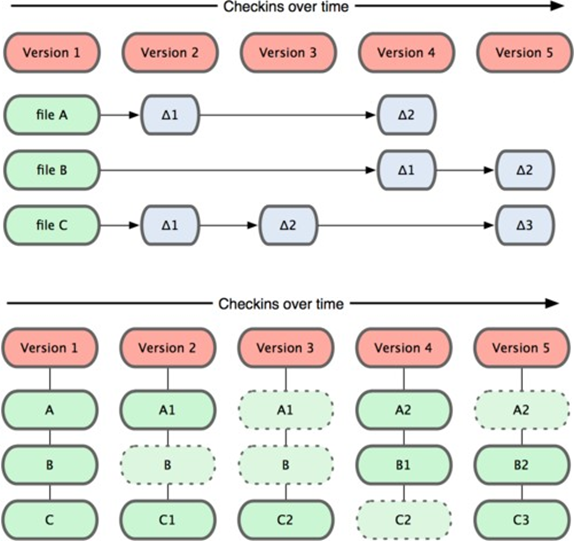 Checkins over time
Version 1 Version 2 Version 3 Version 4 Version 5
file A Δ1 Δ2
file B Δ1 Δ2
file C Δ1 Δ2 Δ3
Checkins over time
Version 1 Version 2 Version 3 Version 4 Version 5
A A1 A1 A2 A2
B B B B1 B2
C C1 C2 C2 C3